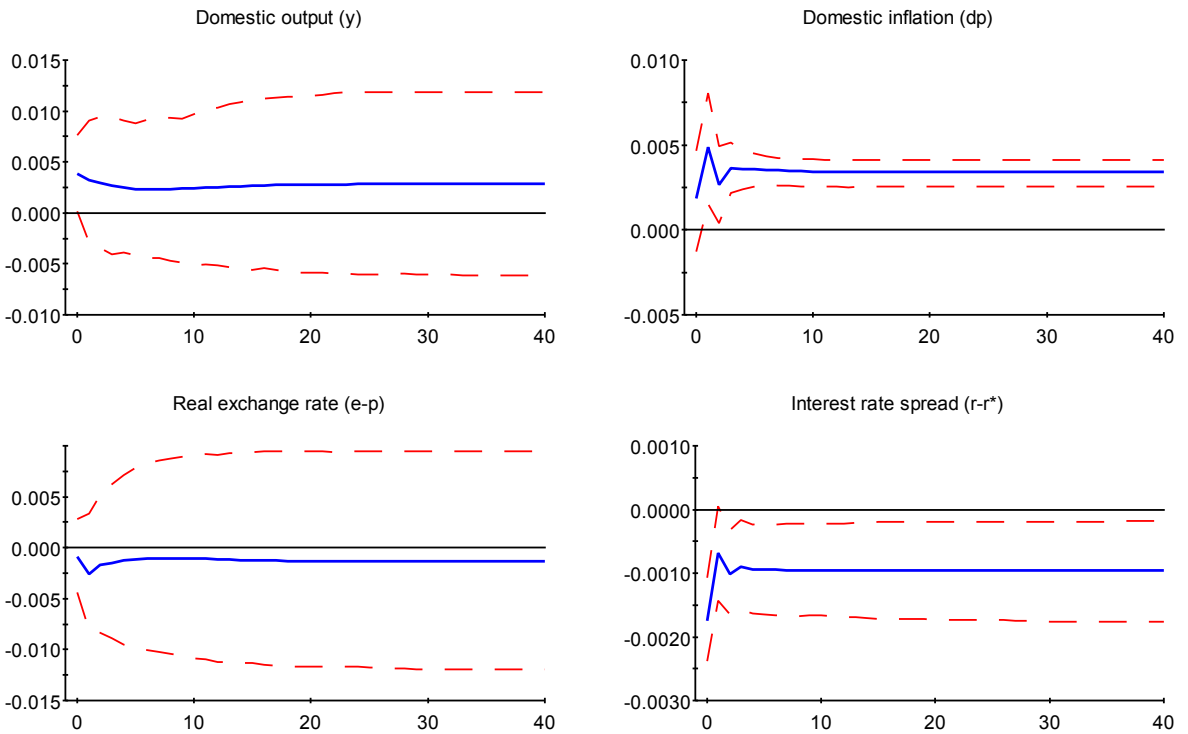 Domestic output (y)
0.015
0.010
0.005
0.000
-0.005
-0.010
0 10 20 30 40
Domestic inflation (dp)
0.010
0.005
0.000
-0.005
0 10 20 30 40
Real exchange rate (e-p)
0.005
0.000
-0.005
-0.010
-0.015
0 10 20 30 40
Interest rate spread (r-r*)
0.0010
0.0000
-0.0010
-0.0020
-0.0030
0 10 20 30 40